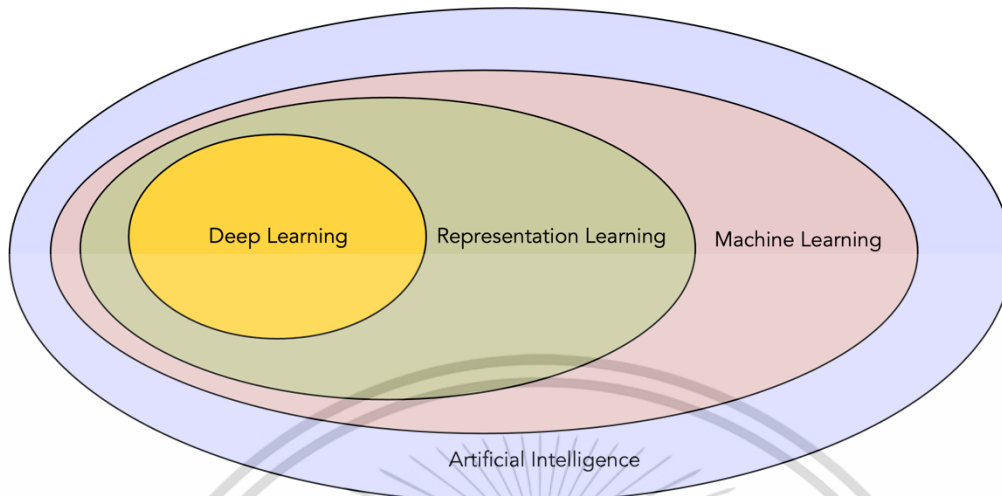 Deep Learning
Representation Learning
Machine Learning
Artificial Intelligence